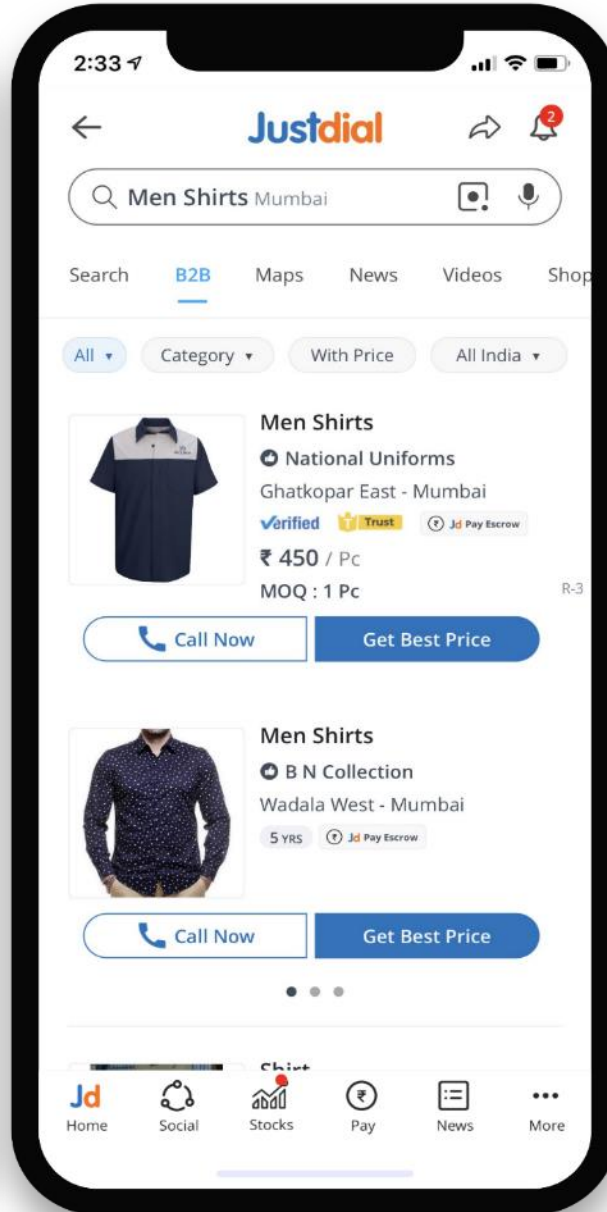 2:33
Justdial
2
Men Shirts Mumbai
Search B2B Maps News Videos Shop
All Category With Price All India
Men Shirts
National Uniforms
Ghatkopar East - Mumbai
Verified Trust Jd Pay Escrow
₹ 450 / Pc
MOQ : 1 Pc
R-3
Call Now Get Best Price
Men Shirts
B N Collection
Wadala West - Mumbai
5 YRS Jd Pay Escrow
Call Now Get Best Price
Shirt
Jd
Home Social Stocks Pay News More